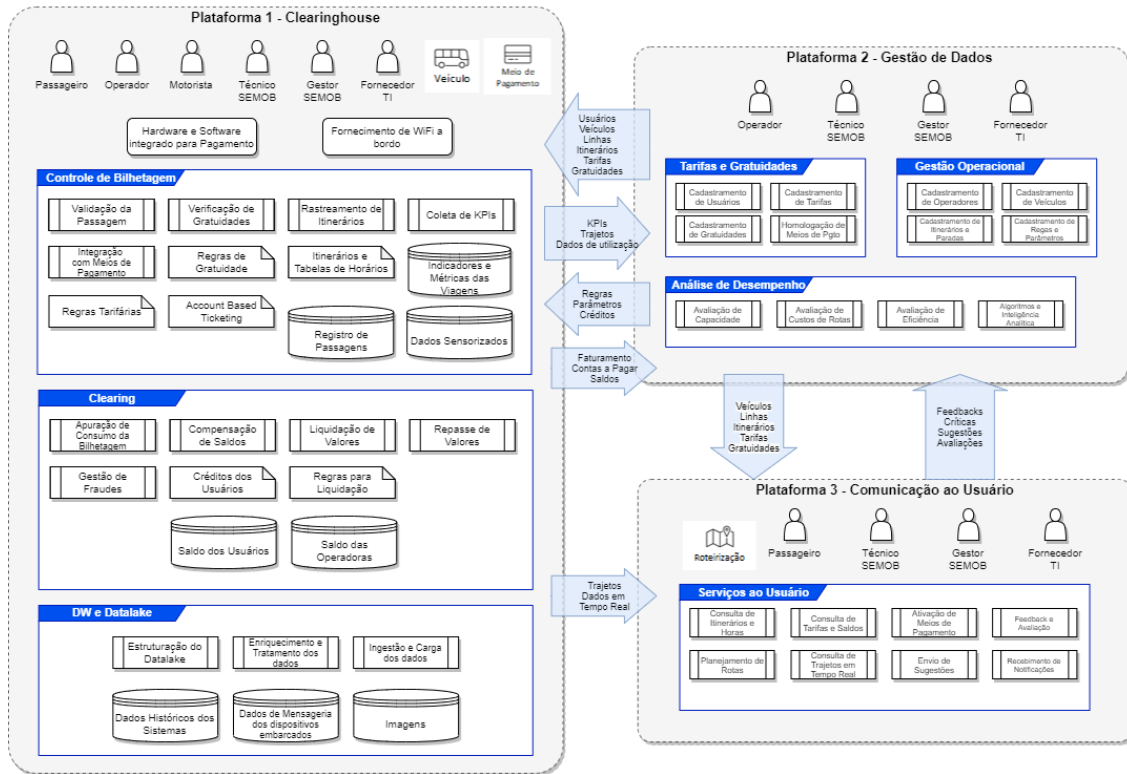 Plataforma 1 - Clearinghouse
Passageiro
Operador
Motorista
Técnico
SEMOB
Gestor
SEMOB
Fornecedor
TI
Veículo
Meio de
Pagamento
Hardware e Software
integrado para Pagamento
Fornecimento de WiFi a
bordo
Controle de Bilhetagem
Validação da
Passagem
Verificação de
Gratuidades
Rastreamento de
Itinerários
Coleta de KPIs
Integração
com Meios de
Pagamento
Regras de
Gratuidade
Itinerários e
Tabelas de Horários
Indicadores e
Métricas das
Viagens
Regras Tarifárias
Account Based
Ticketing
Registro de
Passagens
Dados Sensorizados
Clearing
Apuração de
Consumo da
Bilhetagem
Compensação
de Saldos
Liquidação de
Valores
Repasse de
Valores
Gestão de
Fraudes
Créditos dos
Usuários
Regras para
Liquidação
Saldo dos Usuários
Saldo das
Operadoras
DW e Datalake
Estruturação do
Datalake
Enriquecimento e
Tratamento dos
dados
Ingestão e Carga
dos dados
Dados Históricos dos
Sistemas
Dados de Mensageria
dos dispositivos
embarcados
Imagens
Usuários
Veículos
Linhas
Itinerários
Tarifas
Gratuidades
KPIs
Trajetos
Dados de utilização
Regras
Parâmetros
Créditos
Faturamento
Contas a Pagar
Saldos
Trajetos
Dados em
Tempo Real
Plataforma 2 - Gestão de Dados
Operador
Técnico
SEMOB
Gestor
SEMOB
Fornecedor
TI
Tarifas e Gratuidades
Cadastramento
de Usuários
Cadastramento
de Tarifas
Cadastramento
de Gratuidades
Homologação de
Meios de Pgto
Gestão Operacional
Cadastramento
de Operadores
Cadastramento
de Veículos
Cadastramento de
Itinerários e Paradas
Cadastramento de
Regas e
Parâmetros
Análise de Desempenho
Avaliação de
Capacidade
Avaliação de
Custos de Rotas
Avaliação de
Eficiência
Algoritmos e
Inteligência
Analítica
Veículos
Linhas
Itinerários
Tarifas
Gratuidades
Feedbacks
Críticas
Sugestões
Avaliações
Plataforma 3 - Comunicação ao Usuário
Roteirização
Passageiro
Técnico
SEMOB
Gestor
SEMOB
Fornecedor
TI
Serviços ao Usuário
Consulta de
Itinerários e
Horas
Consulta de
Tarifas e Saldos
Ativação de
Meios de
Pagamento
Feedback e
Avaliação
Planejamento de
Rotas
Consulta de
Trajetos em
Tempo Real
Envio de
Sugestões
Recebimento de
Notificações